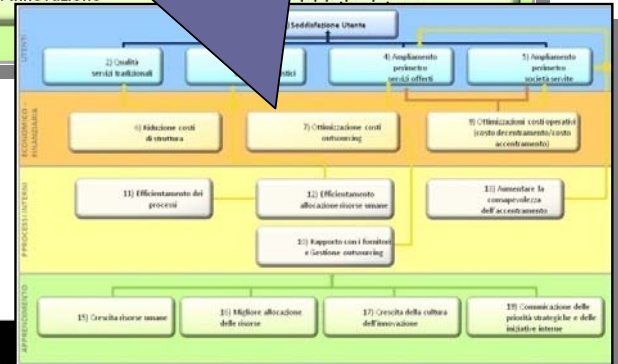 ) Soddisfazione Utente
UTENTI
2) Qualità
servizi tradizionali
4) Ampliamento
perimetro
servizi offerti
5) Ampliamento
perimetro
società servite
ECONOMICO -
FINANZIARIA
6) Riduzione costi
di struttura
7) Ottimizzazione costi
outsourcing
9) Ottimizzazioni costi operativi
(costo decentramento/costo
accentramento)
PROCESSI INTERNI
11) Efficientamento dei
processi
12) Efficientamento
allocazione risorse umane
13) Aumentare la
consapevolezza
dell'accentramento
10) Rapporto con i fornitori
e Gestione outsourcing
APPRENDIMENTO
15) Crescita risorse umane
16) Migliore allocazione
delle risorse
17) Crescita della cultura
dell'innovazione
19) Comunicazione delle
priorità strategiche e delle
iniziative interne